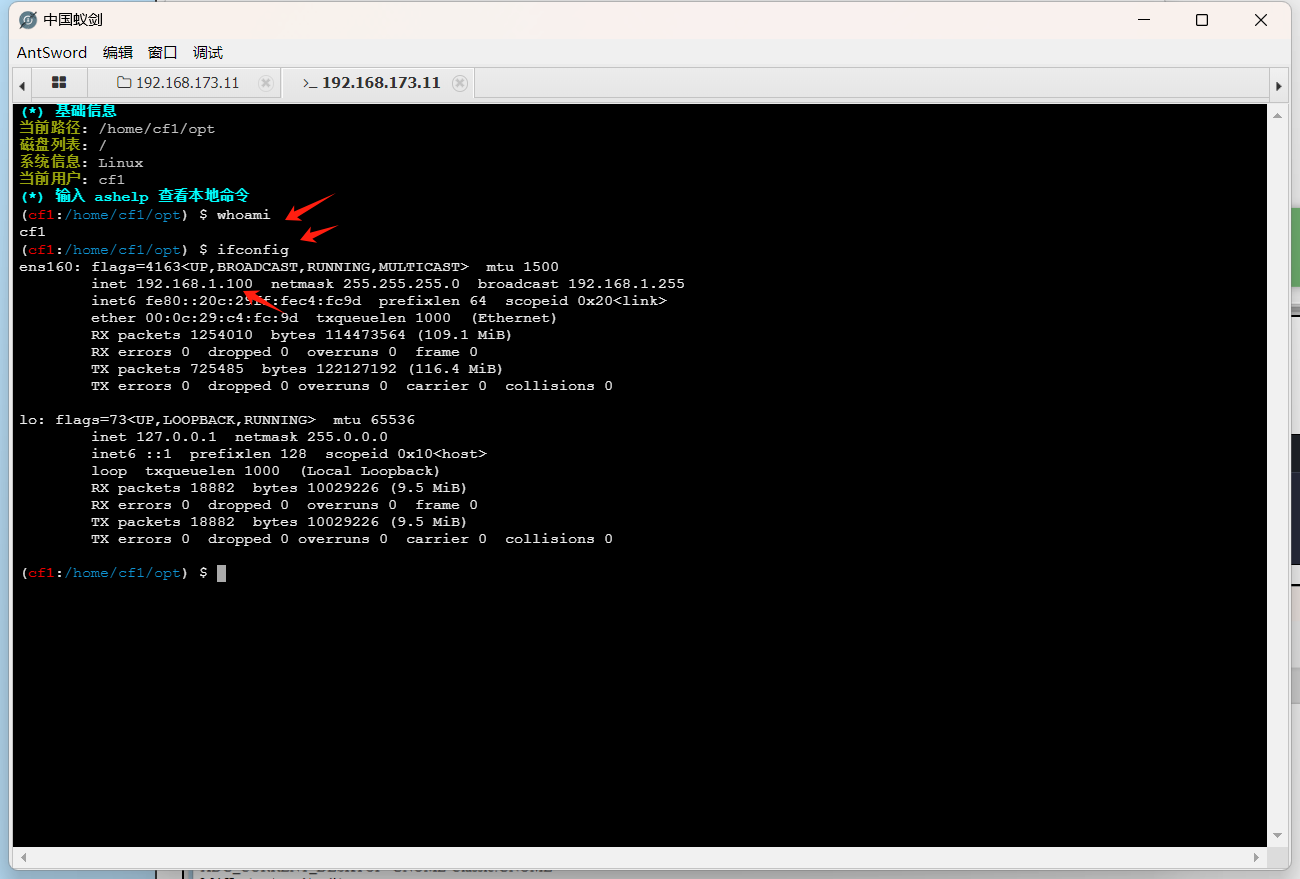 中国蚁剑
AntSword 编辑 窗口 调试
192.168.173.11 >_ 192.168.173.11
(*) 基础信息
当前路径: /home/cf1/opt
磁盘列表: /
系统信息: Linux
当前用户: cf1
(*) 输入 ashelp 查看本地命令
(cf1:/home/cf1/opt) $ whoami
cf1
(cf1:/home/cf1/opt) $ ifconfig
ens160: flags=4163<UP,BROADCAST,RUNNING,MULTICAST>  mtu 1500
inet 192.168.1.100  netmask 255.255.255.0  broadcast 192.168.1.255
inet6 fe80::20c:29ff:fec4:fc9d  prefixlen 64  scopeid 0x20<link>
ether 00:0c:29:c4:fc:9d  txqueuelen 1000  (Ethernet)
RX packets 1254010  bytes 114473564 (109.1 MiB)
RX errors 0  dropped 0  overruns 0  frame 0
TX packets 725485  bytes 122127192 (116.4 MiB)
TX errors 0  dropped 0 overruns 0  carrier 0  collisions 0
lo: flags=73<UP,LOOPBACK,RUNNING>  mtu 65536
inet 127.0.0.1  netmask 255.0.0.0
inet6 ::1  prefixlen 128  scopeid 0x10<host>
loop  txqueuelen 1000  (Local Loopback)
RX packets 18882  bytes 10029226 (9.5 MiB)
RX errors 0  dropped 0  overruns 0  frame 0
TX packets 18882  bytes 10029226 (9.5 MiB)
TX errors 0  dropped 0 overruns 0  carrier 0  collisions 0
(cf1:/home/cf1/opt) $